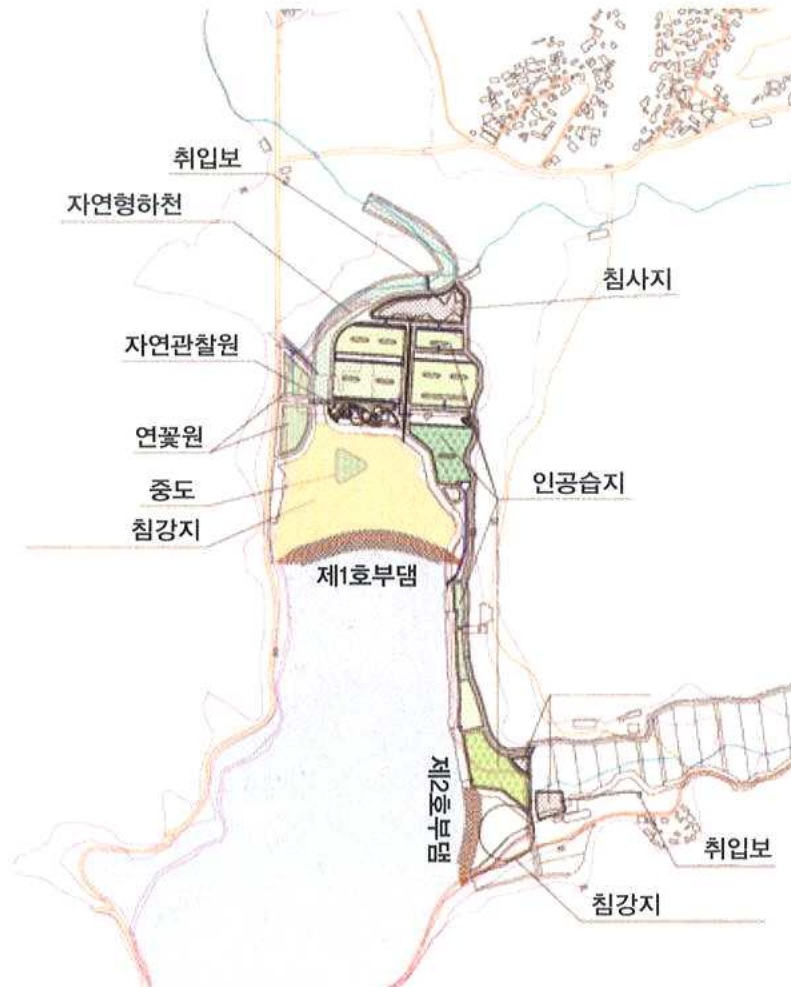 취입보
자연형하천
침사지
자연관찰원
연꽃원
중도
인공습지
침강지
제1호부댐
제2호부댐
취입보
침강지